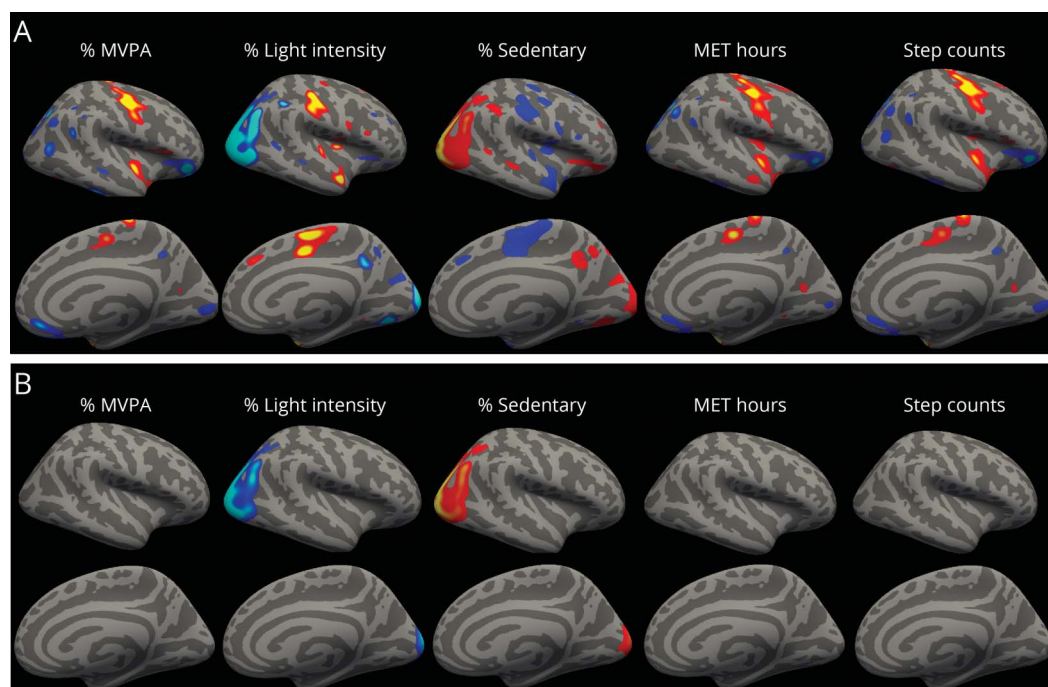 A
% MVPA % Light intensity % Sedentary MET hours Step counts
B
% MVPA % Light intensity % Sedentary MET hours Step counts